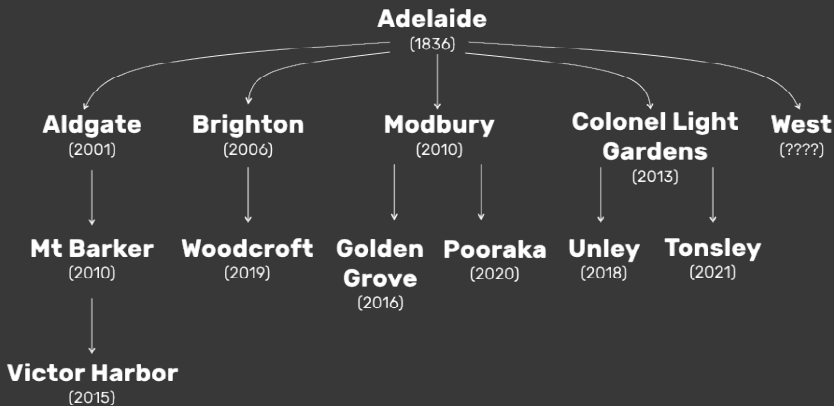 Adelaide
(1836)
Aldgate
(2001)
Brighton
(2006)
Modbury
(2010)
Colonel Light
Gardens
(2013)
West
(????)
Mt Barker
(2010)
Woodcroft
(2019)
Golden
Grove
(2016)
Pooraka
(2020)
Unley
(2018)
Tonsley
(2021)
Victor Harbor
(2015)